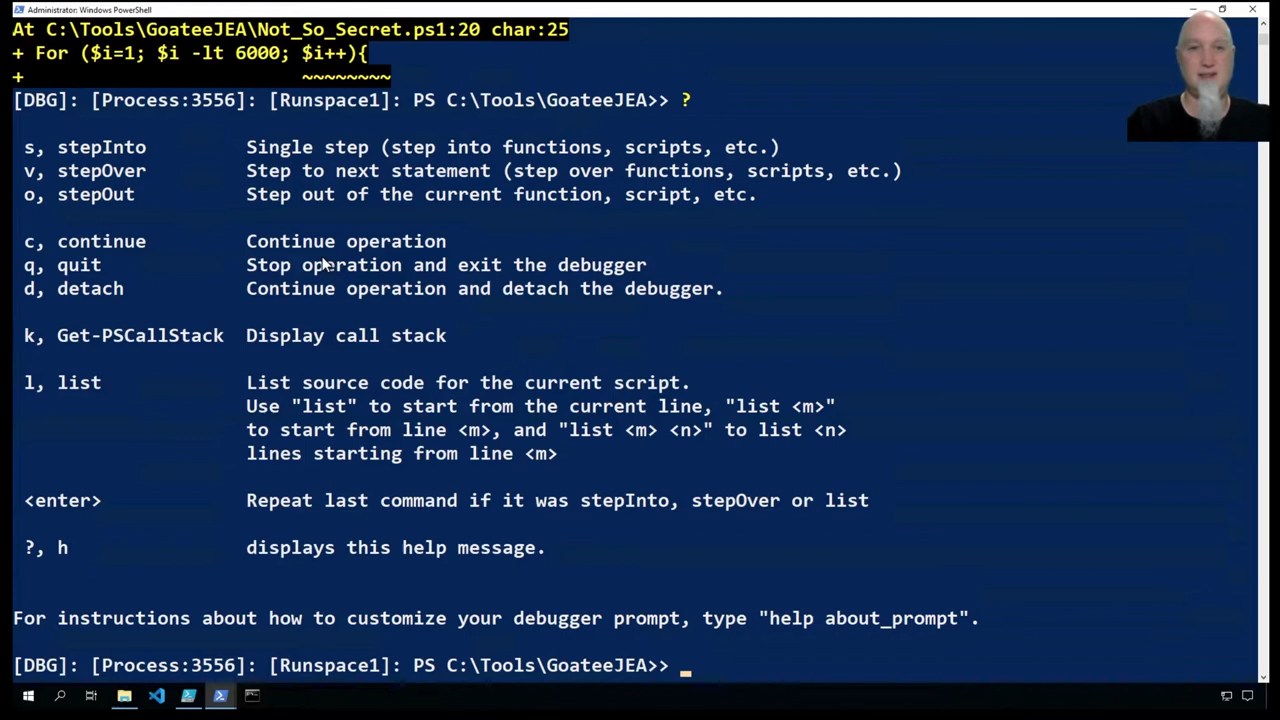 Administrator: Windows PowerShell
At C:\Tools\GoateeJEA\Not_So_Secret.ps1:20 char:25
+ For ($i=1; $i -lt 6000; $i++){
+                         ~~~~~~~~
[DBG]: [Process:3556]: [Runspace1]: PS C:\Tools\GoateeJEA>> ?
s, stepInto         Single step (step into functions, scripts, etc.)
v, stepOver         Step to next statement (step over functions, scripts, etc.)
o, stepOut          Step out of the current function, script, etc.
c, continue         Continue operation
q, quit             Stop operation and exit the debugger
d, detach           Continue operation and detach the debugger.
k, Get-PSCallStack  Display call stack
l, list             List source code for the current script.
Use "list" to start from the current line, "list <m>"
to start from line <m>, and "list <m> <n>" to list <n>
lines starting from line <m>
<enter>             Repeat last command if it was stepInto, stepOver or list
?, h                displays this help message.
For instructions about how to customize your debugger prompt, type "help about_prompt".
[DBG]: [Process:3556]: [Runspace1]: PS C:\Tools\GoateeJEA>>